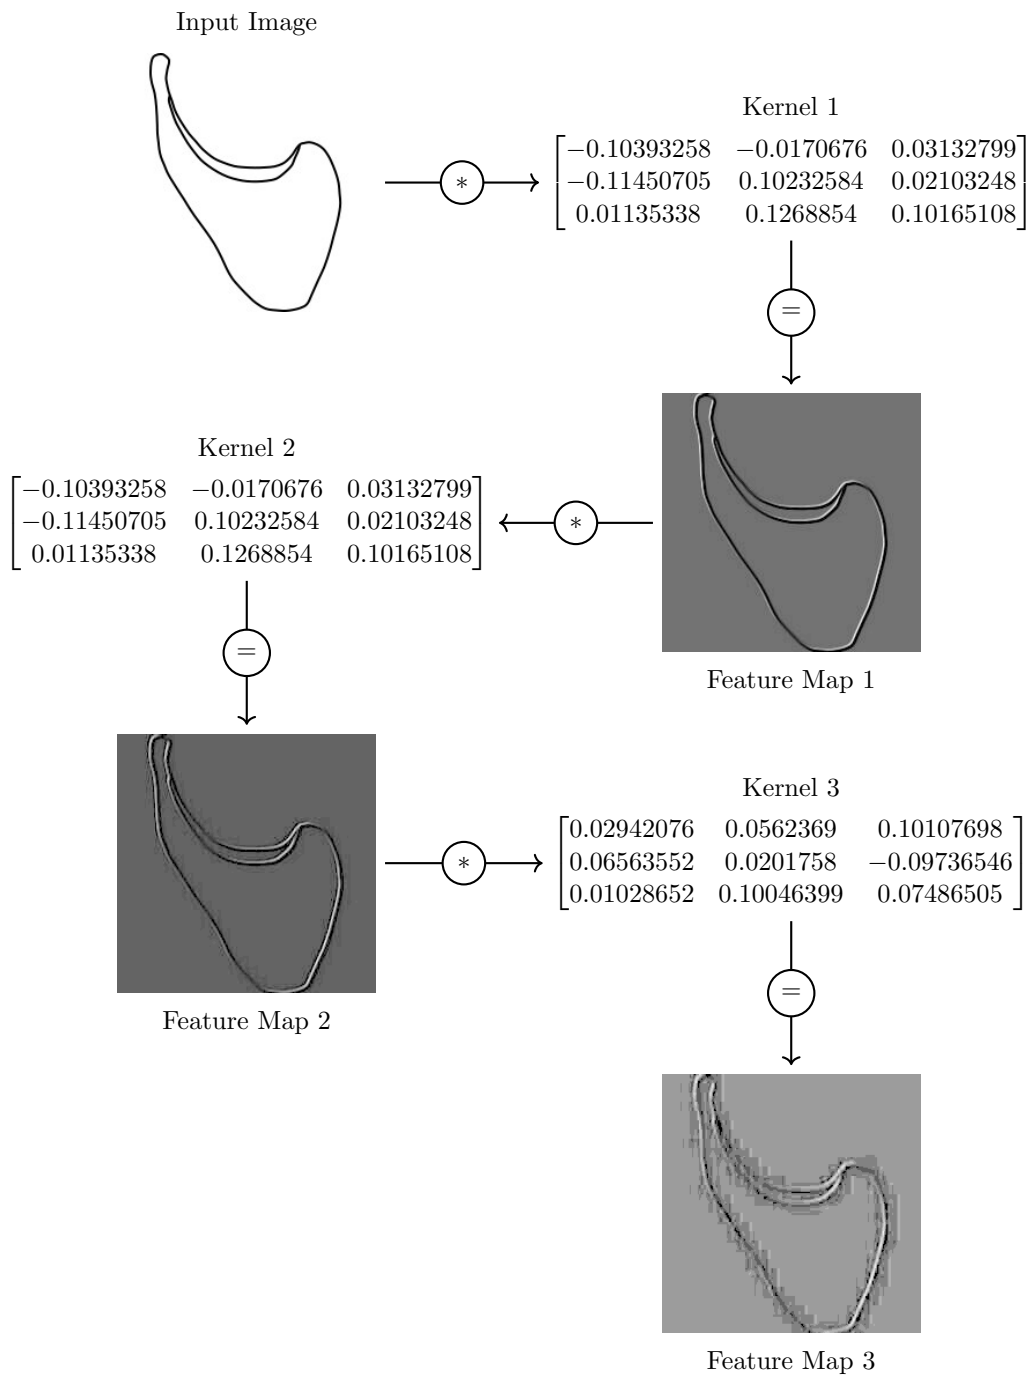 Input Image
Kernel 1
−0.10393258 −0.0170676 0.03132799
∗
−0.11450705 0.10232584 0.02103248
0.01135338 0.1268854 0.10165108
=
Kernel 2
−0.10393258 −0.0170676 0.03132799
−0.11450705 0.10232584 0.02103248
∗
0.01135338 0.1268854 0.10165108
=
Feature Map 1
Kernel 3
0.02942076 0.0562369 0.10107698
∗
0.06563552 0.0201758 −0.09736546
0.01028652 0.10046399 0.07486505
Feature Map 2
=
Feature Map 3